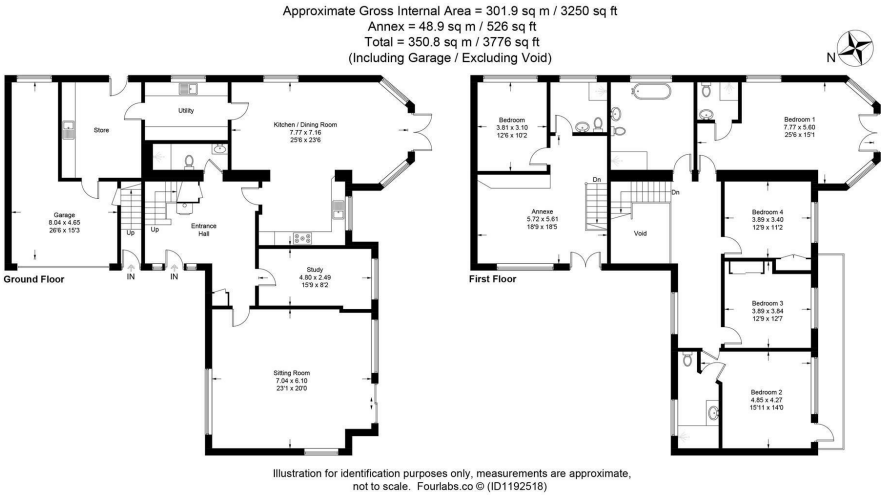 Approximate Gross Internal Area = 301.9 sq m / 3250 sq ft
Annex = 48.9 sq m / 526 sq ft
Total = 350.8 sq m / 3776 sq ft
(Including Garage / Excluding Void)
N
Store
Utility
Kitchen / Dining Room
7.77 x 7.16
25'6 x 23'6
Garage
8.04 x 4.65
26'6 x 15'3
Up
Up
Entrance
Hall
IN
IN
Study
4.80 x 2.49
15'9 x 8'2
Sitting Room
7.04 x 6.10
23'1 x 20'0
Ground Floor
Bedroom
3.81 x 3.10
12'6 x 10'2
Bedroom 1
7.77 x 5.60
25'6 x 15'1
Dn
Dn
Annexe
5.72 x 5.61
18'9 x 18'5
Void
Bedroom 4
3.89 x 3.40
12'9 x 11'2
Bedroom 3
3.89 x 3.84
12'9 x 12'7
Bedroom 2
4.85 x 4.27
15'11 x 14'0
First Floor
Illustration for identification purposes only, measurements are approximate,
not to scale. Fourlabs.co © (ID1192518)